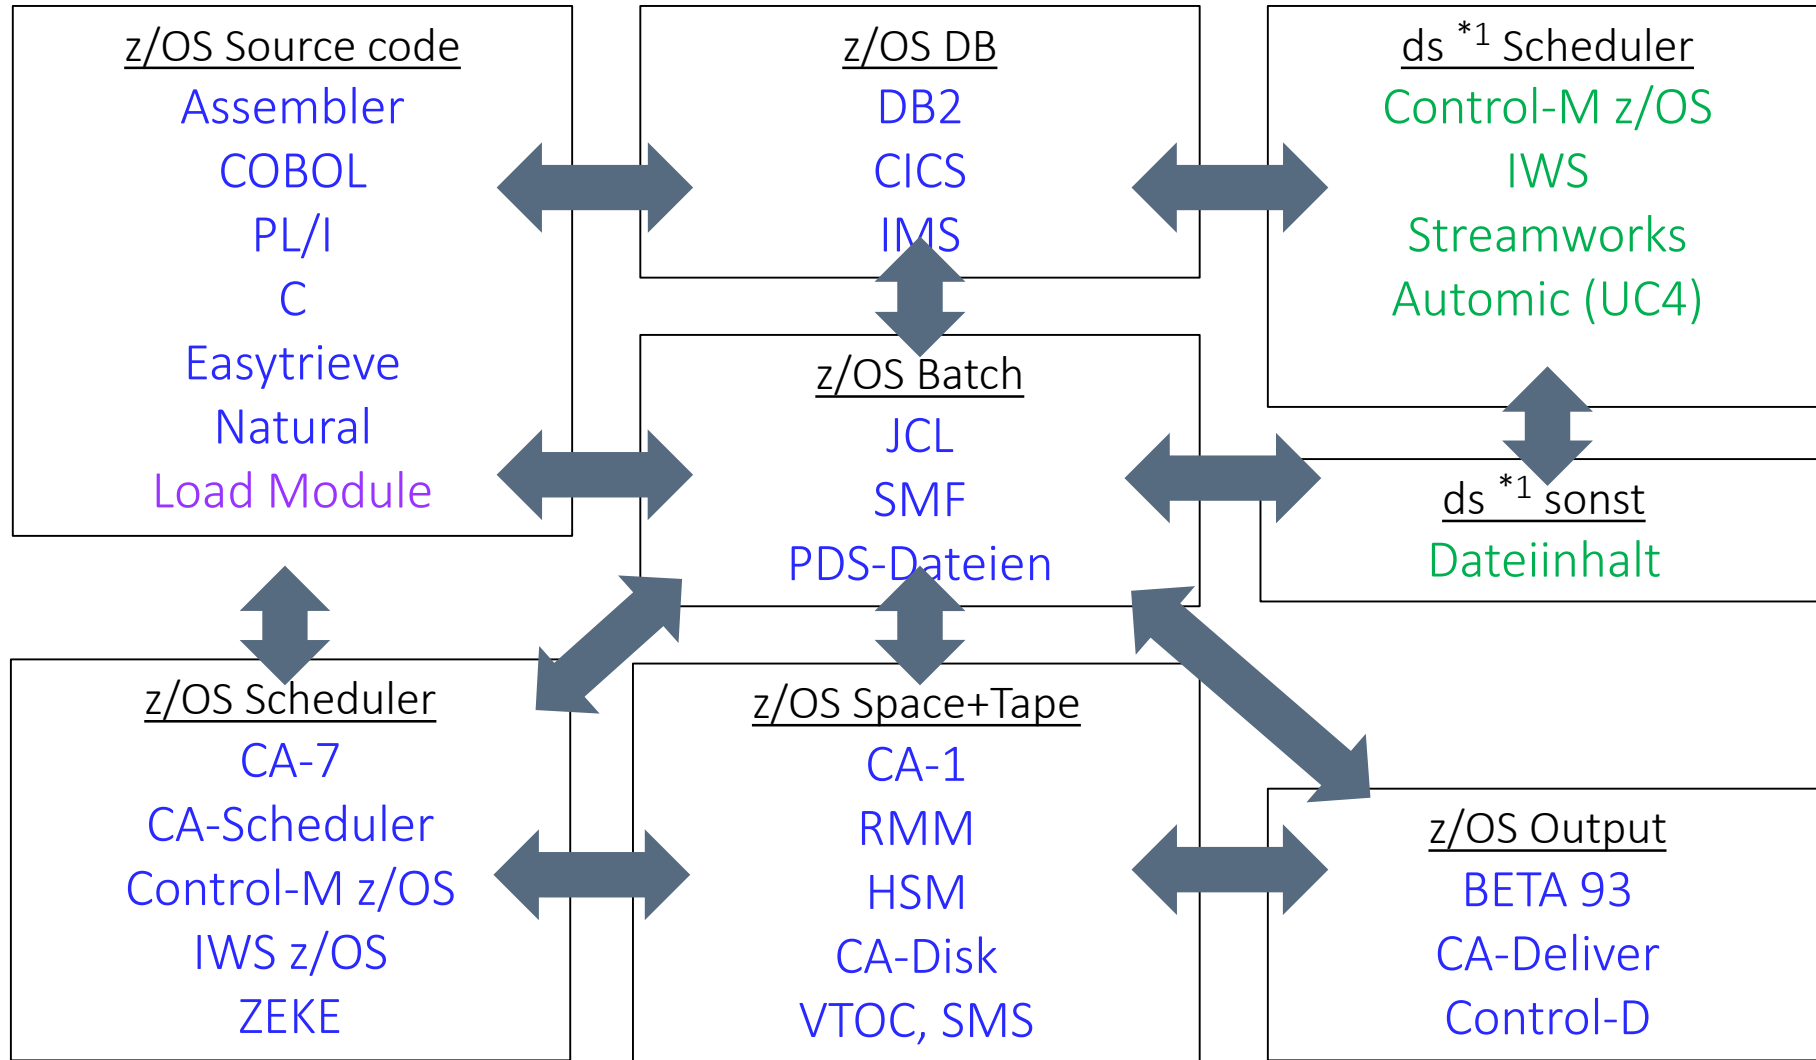 z/OS Source code
Assembler
COBOL
PL/I
C
Easytrieve
Natural
Load Module
z/OS DB
DB2
CICS
IMS
ds *1 Scheduler
Control-M z/OS
IWS
Streamworks
Automic (UC4)
z/OS Batch
JCL
SMF
PDS-Dateien
ds *1 sonst
Dateiinhalt
z/OS Scheduler
CA-7
CA-Scheduler
Control-M z/OS
IWS z/OS
ZEKE
z/OS Space+Tape
CA-1
RMM
HSM
CA-Disk
VTOC, SMS
z/OS Output
BETA 93
CA-Deliver
Control-D